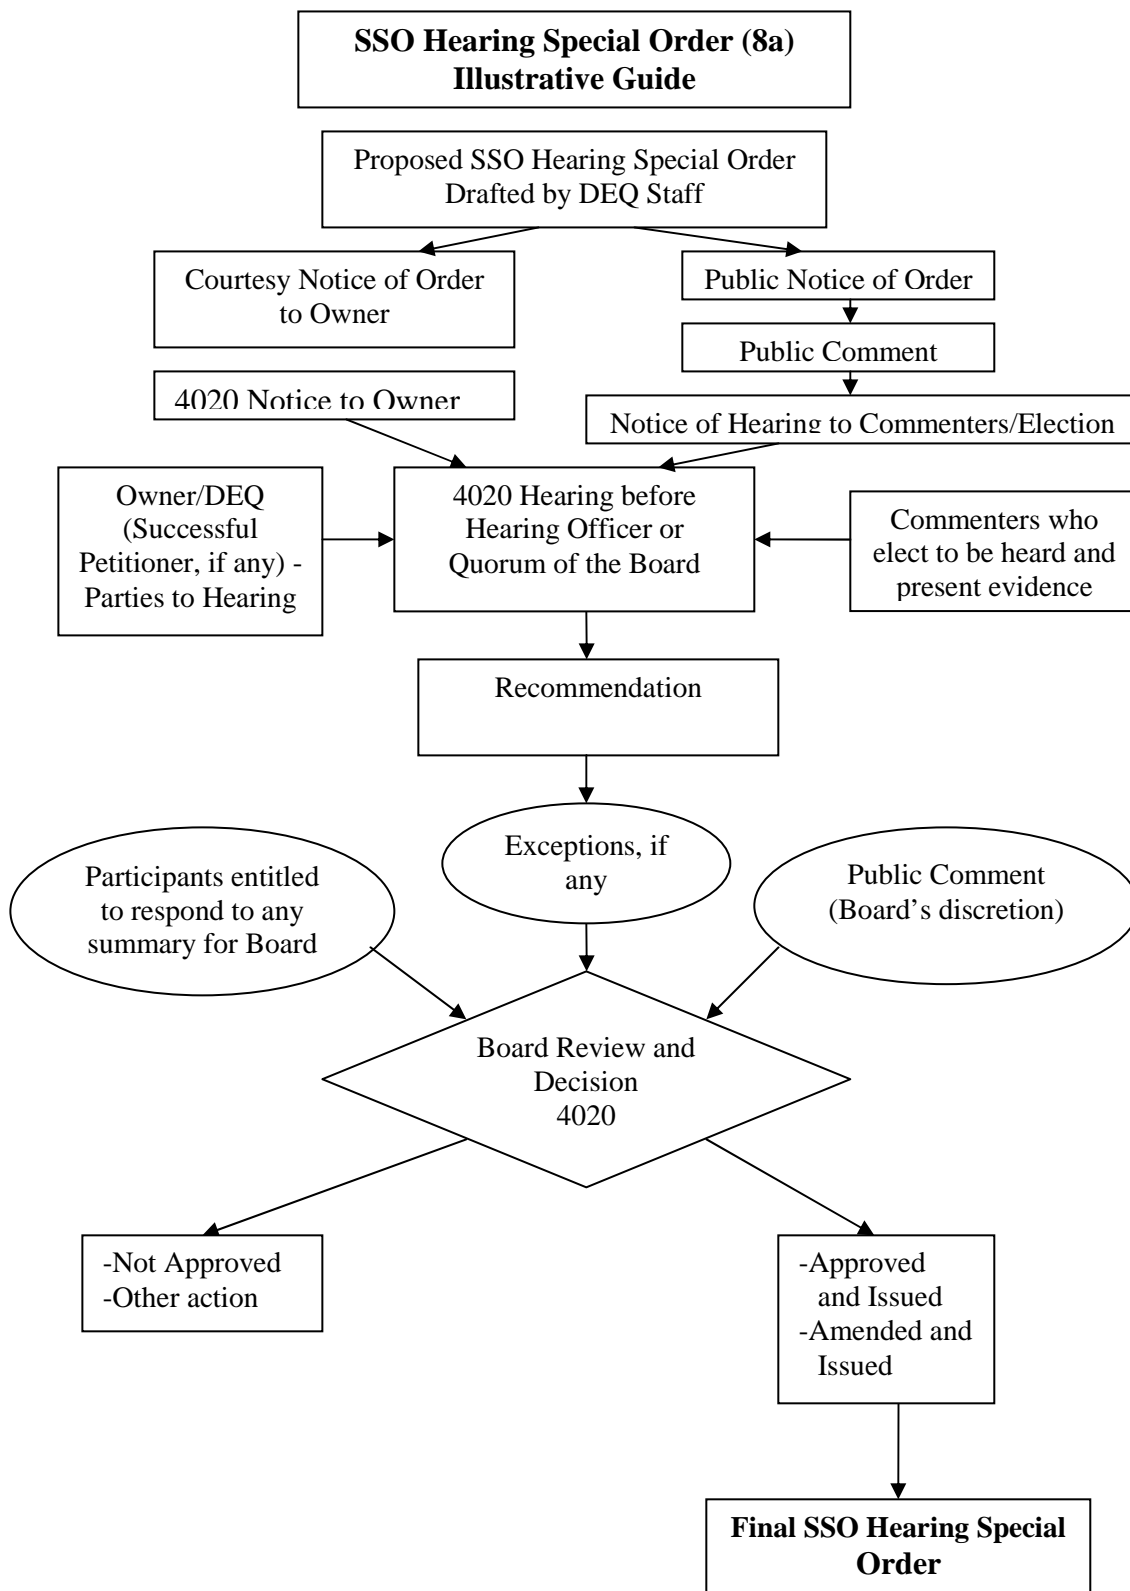 SSO Hearing Special Order (8a)
Illustrative Guide
Proposed SSO Hearing Special Order
Drafted by DEQ Staff
Courtesy Notice of Order
to Owner
Public Notice of Order
Public Comment
4020 Notice to Owner
Notice of Hearing to Commenters/Election
Owner/DEQ
(Successful
Petitioner, if any) -
Parties to Hearing
4020 Hearing before
Hearing Officer or
Quorum of the Board
Commenters who
elect to be heard and
present evidence
Recommendation
Exceptions, if
any
Participants entitled
to respond to any
summary for Board
Public Comment
(Board’s discretion)
Board Review and
Decision
4020
-Not Approved
-Other action
-Approved
and Issued
-Amended and
Issued
Final SSO Hearing Special
Order